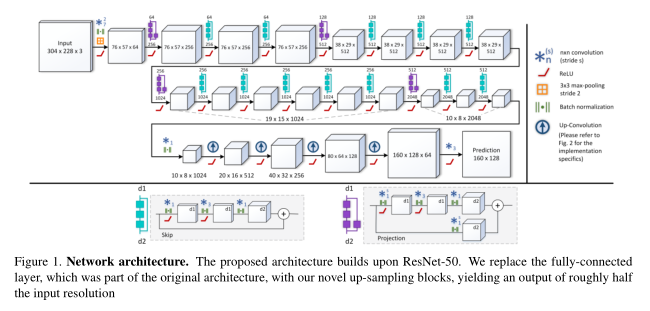 Input
304 x 228 x 3
76 x 57 x 64
64
256
76 x 57 x 256
64
256
76 x 57 x 256
64
256
76 x 57 x 256
128
512
38 x 29 x 512
128
512
38 x 29 x 512
128
512
38 x 29 x 512
128
512
38 x 29 x 512
256
1024
256
1024
256
1024
256
1024
256
1024
256
1024
512
2048
512
2048
512
2048
19 x 15 x 1024
10 x 8 x 2048
10 x 8 x 1024
20 x 16 x 512
40 x 32 x 256
80 x 64 x 128
160 x 128 x 64
Prediction
160 x 128
nxn convolution
(stride s)
ReLU
3x3 max-pooling
stride 2
Batch normalization
Up-Convolution
(Please refer to
Fig. 2 for the
implementation
specifics)
d1
d2
d1
d1
d2
Skip
d1
d2
d1
d1
d2
d2
Projection
Figure 1. Network architecture. The proposed architecture builds upon ResNet-50. We replace the fully-connected
layer, which was part of the original architecture, with our novel up-sampling blocks, yielding an output of roughly half
the input resolution